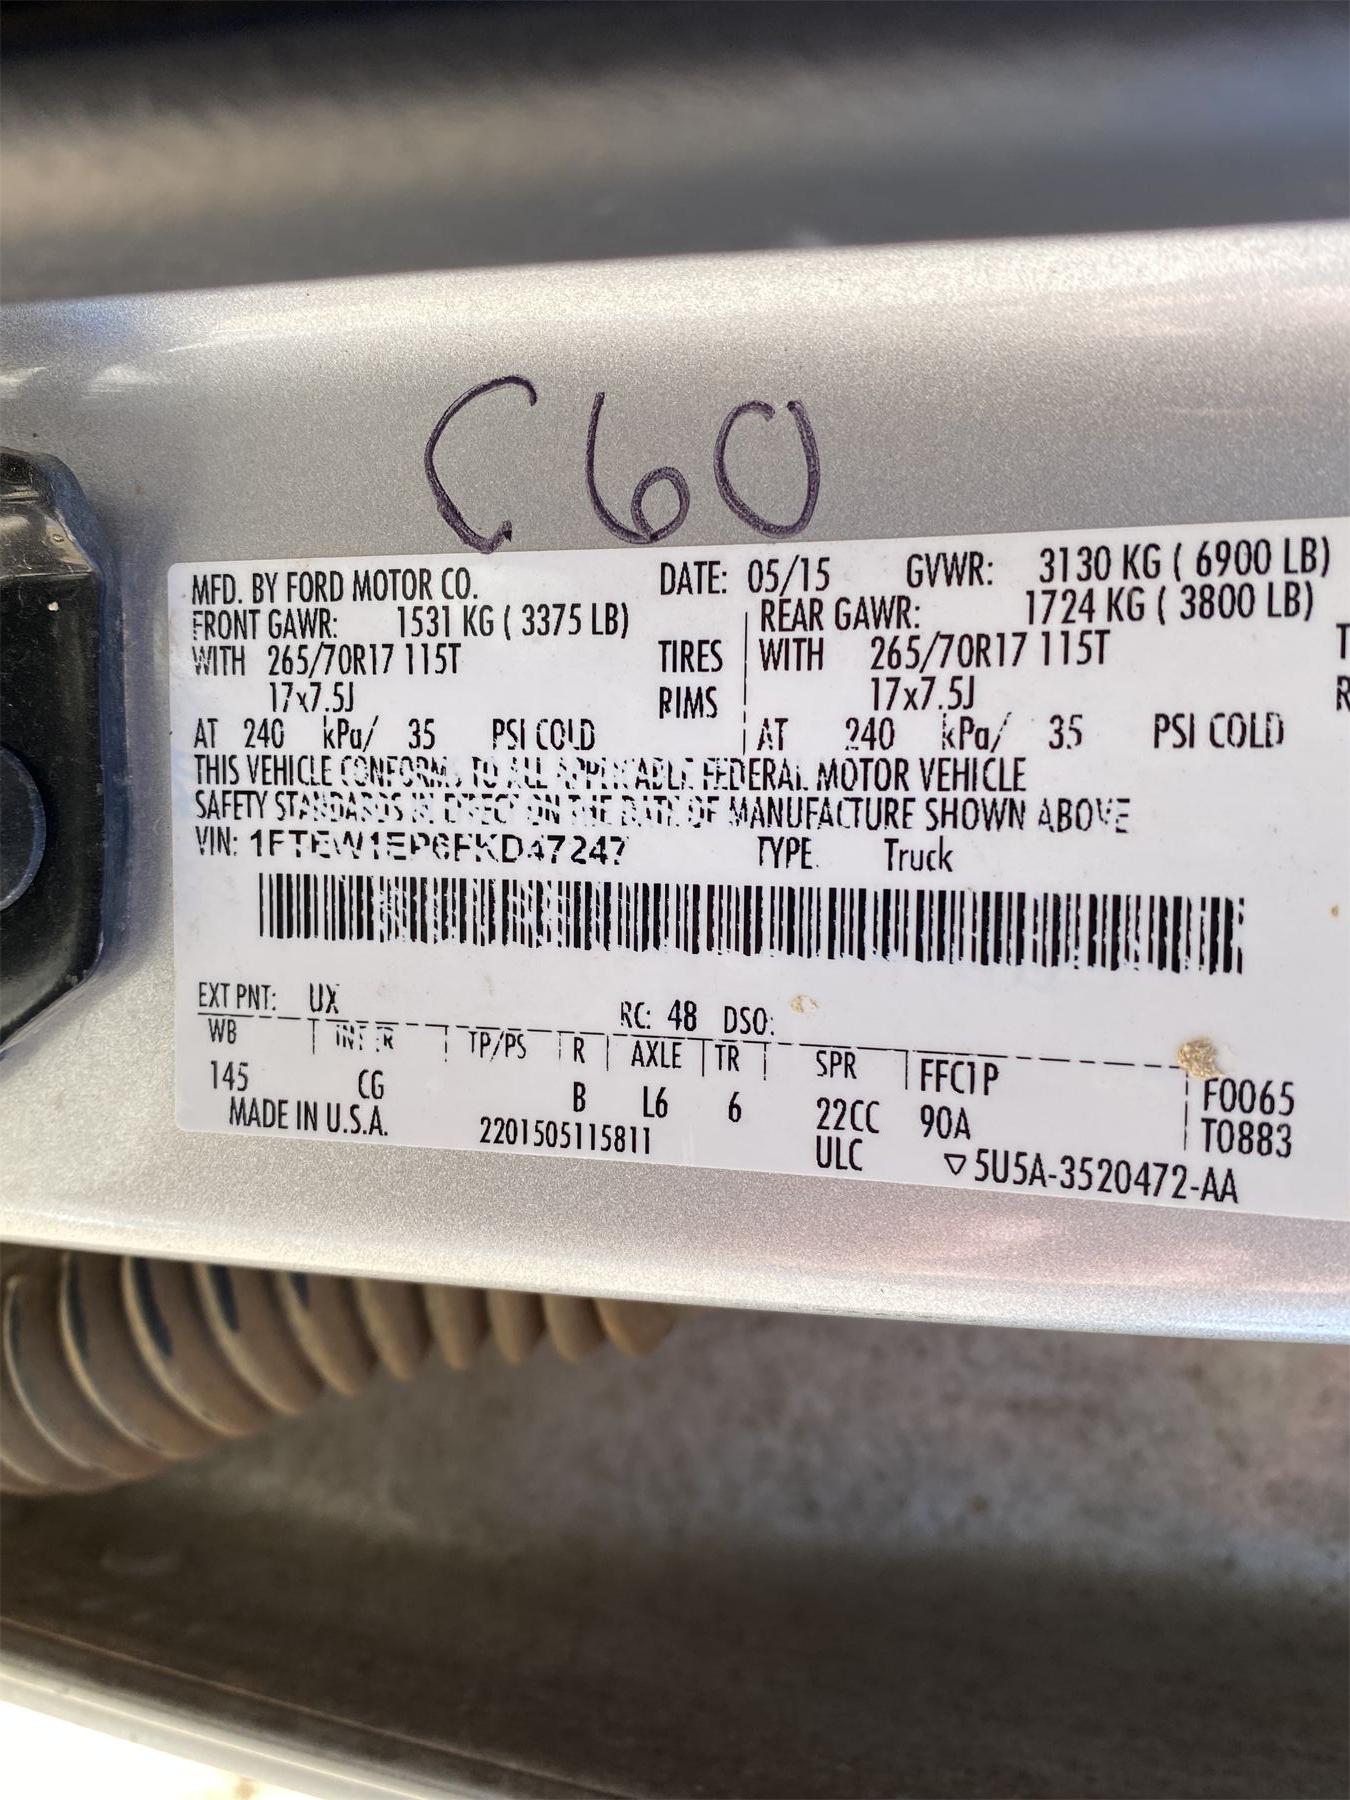 C60
MFD. BY FORD MOTOR CO. DATE: 05/15 GVWR: 3130 KG ( 6900 LB)
FRONT GAWR: 1531 KG ( 3375 LB) REAR GAWR: 1724 KG ( 3800 LB)
WITH 265/70R17 115T TIRES WITH 265/70R17 115T T
17x7.5J RIMS 17x7.5J R
AT 240 kPa/ 35 PSI COLD AT 240 kPa/ 35 PSI COLD
THIS VEHICLE CONFORMS TO ALL APPLICABLE FEDERAL MOTOR VEHICLE
SAFETY STANDARDS IN EFFECT ON THE DATE OF MANUFACTURE SHOWN ABOVE
VIN: 1FTEW1EP6FKD47247 TYPE: Truck
EXT PNT: UX RC: 48 DSO:
WB INT TR TP/PS R AXLE TR SPR FFC1P F0065
145 CG B L6 6 22CC 90A T0883
MADE IN U.S.A. 2201505115811 ULC ▽5U5A-3520472-AA